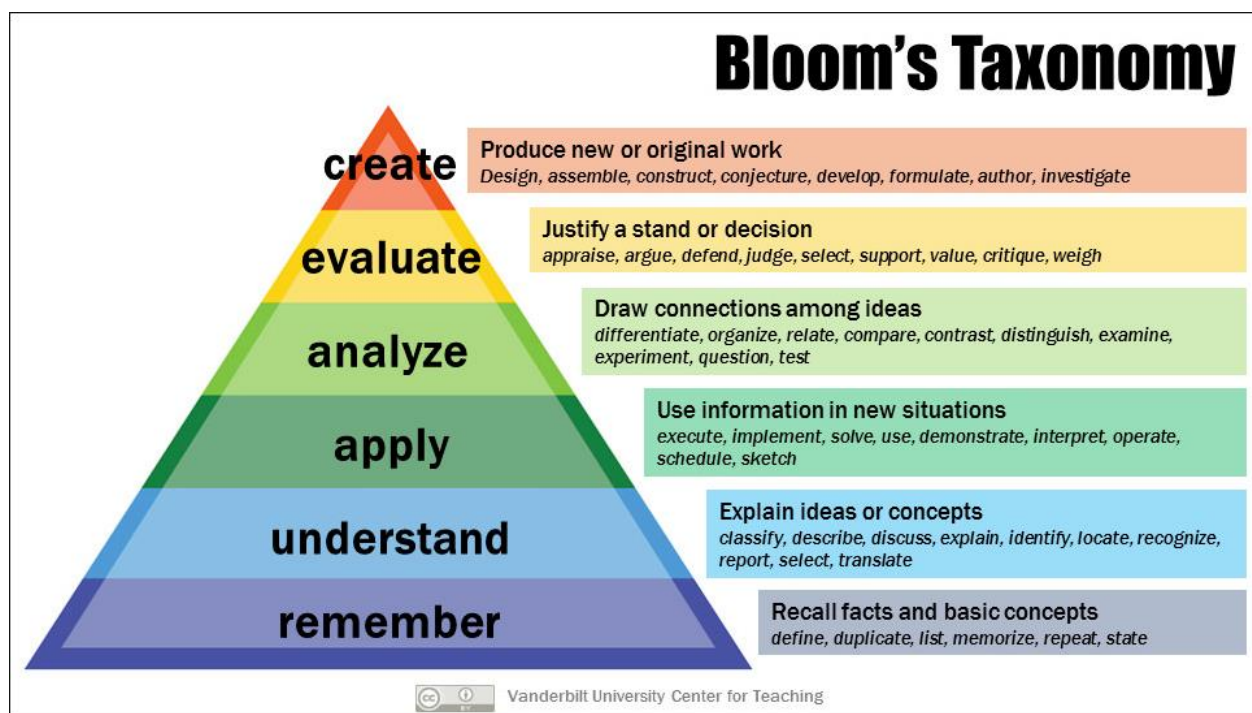 Bloom's Taxonomy
create
Produce new or original work
Design, assemble, construct, conjecture, develop, formulate, author, investigate
evaluate
Justify a stand or decision
appraise, argue, defend, judge, select, support, value, critique, weigh
analyze
Draw connections among ideas
differentiate, organize, relate, compare, contrast, distinguish, examine,
experiment, question, test
apply
Use information in new situations
execute, implement, solve, use, demonstrate, interpret, operate,
schedule, sketch
understand
Explain ideas or concepts
classify, describe, discuss, explain, identify, locate, recognize,
report, select, translate
remember
Recall facts and basic concepts
define, duplicate, list, memorize, repeat, state
cc BY
Vanderbilt University Center for Teaching